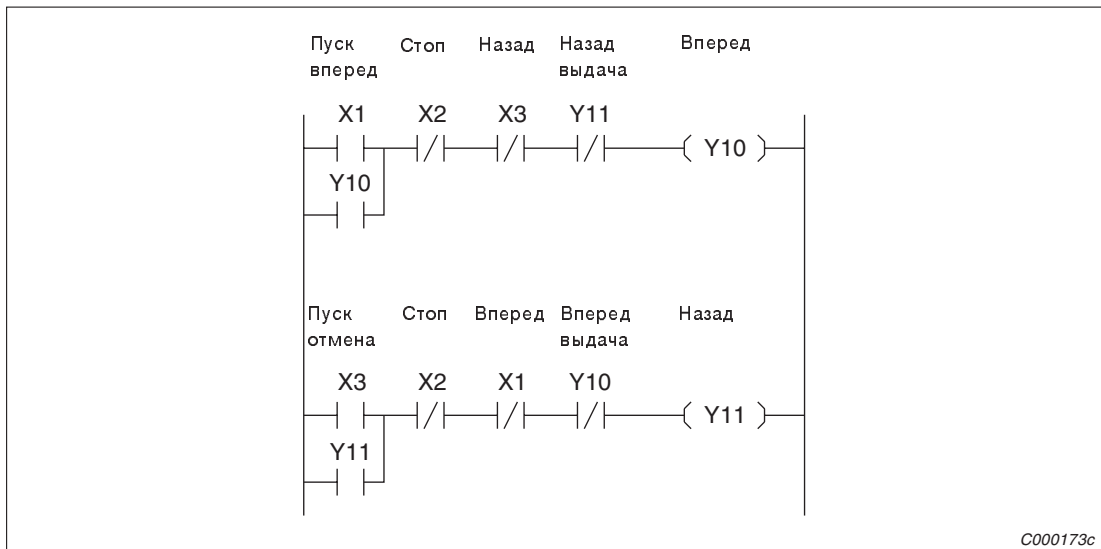 Пуск Стоп Назад Назад Вперед
вперед выдача
X1 X2 X3 Y11
Y10
Y10
Пуск Стоп Вперед Вперед Назад
отмена выдача
X3 X2 X1 Y10
Y11
Y11
C000173c